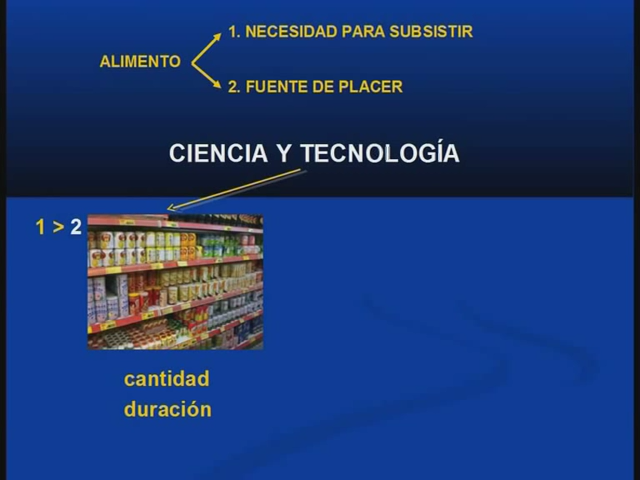 1. NECESIDAD PARA SUBSISTIR
ALIMENTO
2. FUENTE DE PLACER
CIENCIA Y TECNOLOGÍA
1 > 2
cantidad
duración